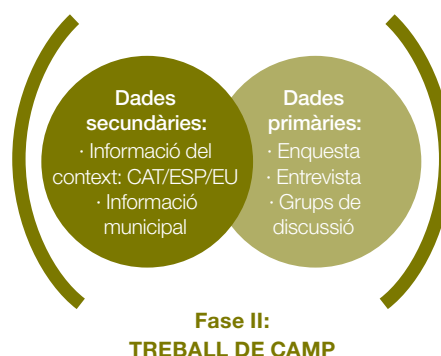 Dades
secundàries:
· Informació del
context: CAT/ESP/EU
· Informació
municipal
Dades
primàries:
· Enquesta
· Entrevista
· Grups de
discussió
Fase II:
TREBALL DE CAMP